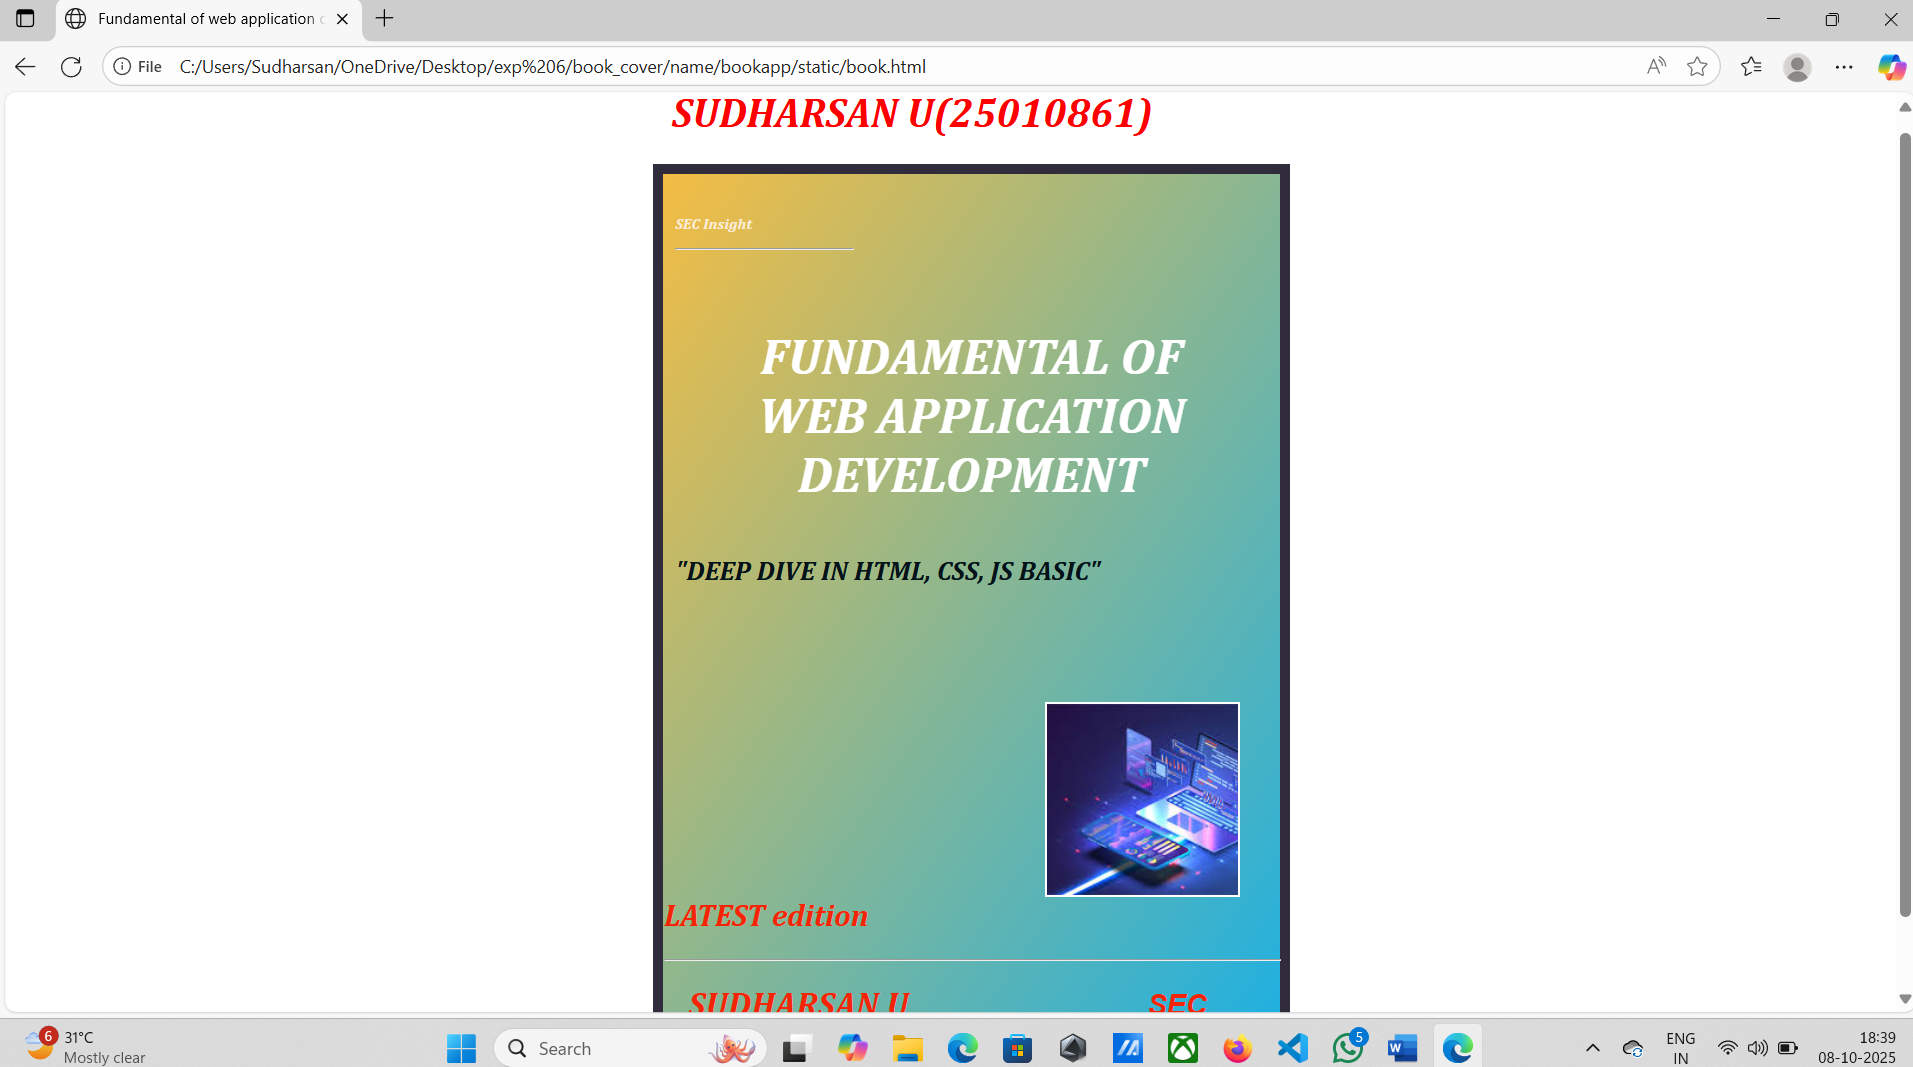 Fundamental of web application
File C:/Users/Sudharsan/OneDrive/Desktop/exp%206/book_cover/name/bookapp/static/book.html
SUDHARSAN U(25010861)
SEC Insight
FUNDAMENTAL OF
WEB APPLICATION
DEVELOPMENT
"DEEP DIVE IN HTML, CSS, JS BASIC"
LATEST edition
SUDHARSAN U SEC
6
31°C
Mostly clear
Search
5
W
ENG
IN
18:39
08-10-2025